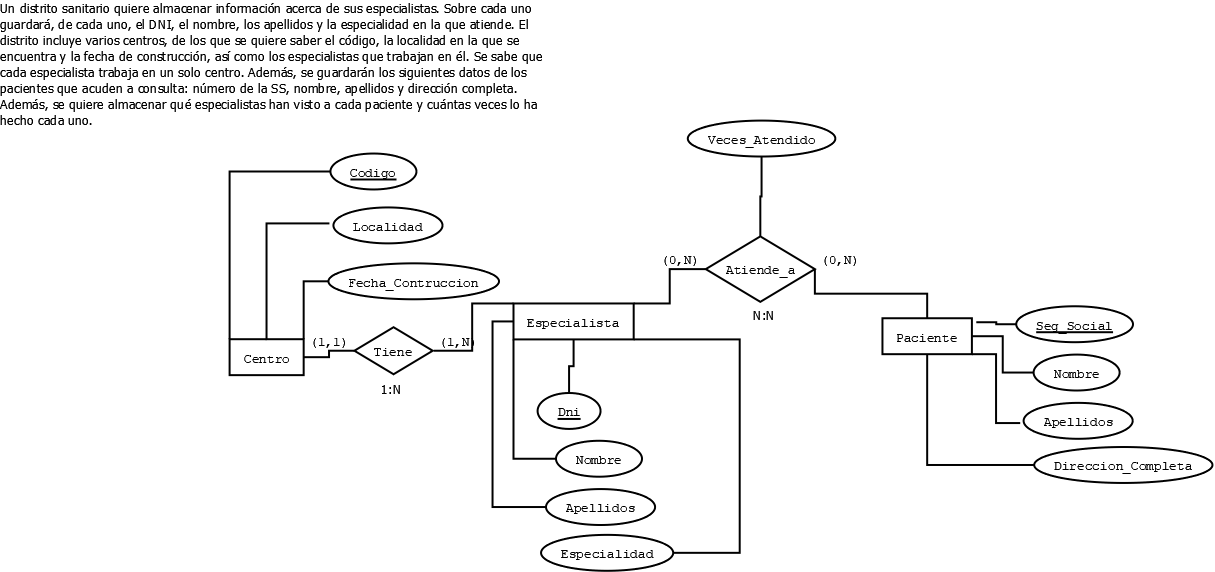 Un distrito sanitario quiere almacenar información acerca de sus especialistas. Sobre cada uno
guardará, de cada uno, el DNI, el nombre, los apellidos y la especialidad en la que atiende. El
distrito incluye varios centros, de los que se quiere saber el código, la localidad en la que se
encuentra y la fecha de construcción, así como los especialistas que trabajan en él. Se sabe que
cada especialista trabaja en un solo centro. Además, se guardarán los siguientes datos de los
pacientes que acuden a consulta: número de la SS, nombre, apellidos y dirección completa.
Además, se quiere almacenar qué especialistas han visto a cada paciente y cuántas veces lo ha
hecho cada uno.
Veces_Atendido
Codigo
Localidad
(0,N)
Atiende_a
(0,N)
Fecha_Contruccion
N:N
Especialista
Seg_Social
Paciente
(1,1)
Tiene
(1,N)
Centro
1:N
Nombre
Dni
Apellidos
Nombre
Direccion_Completa
Apellidos
Especialidad